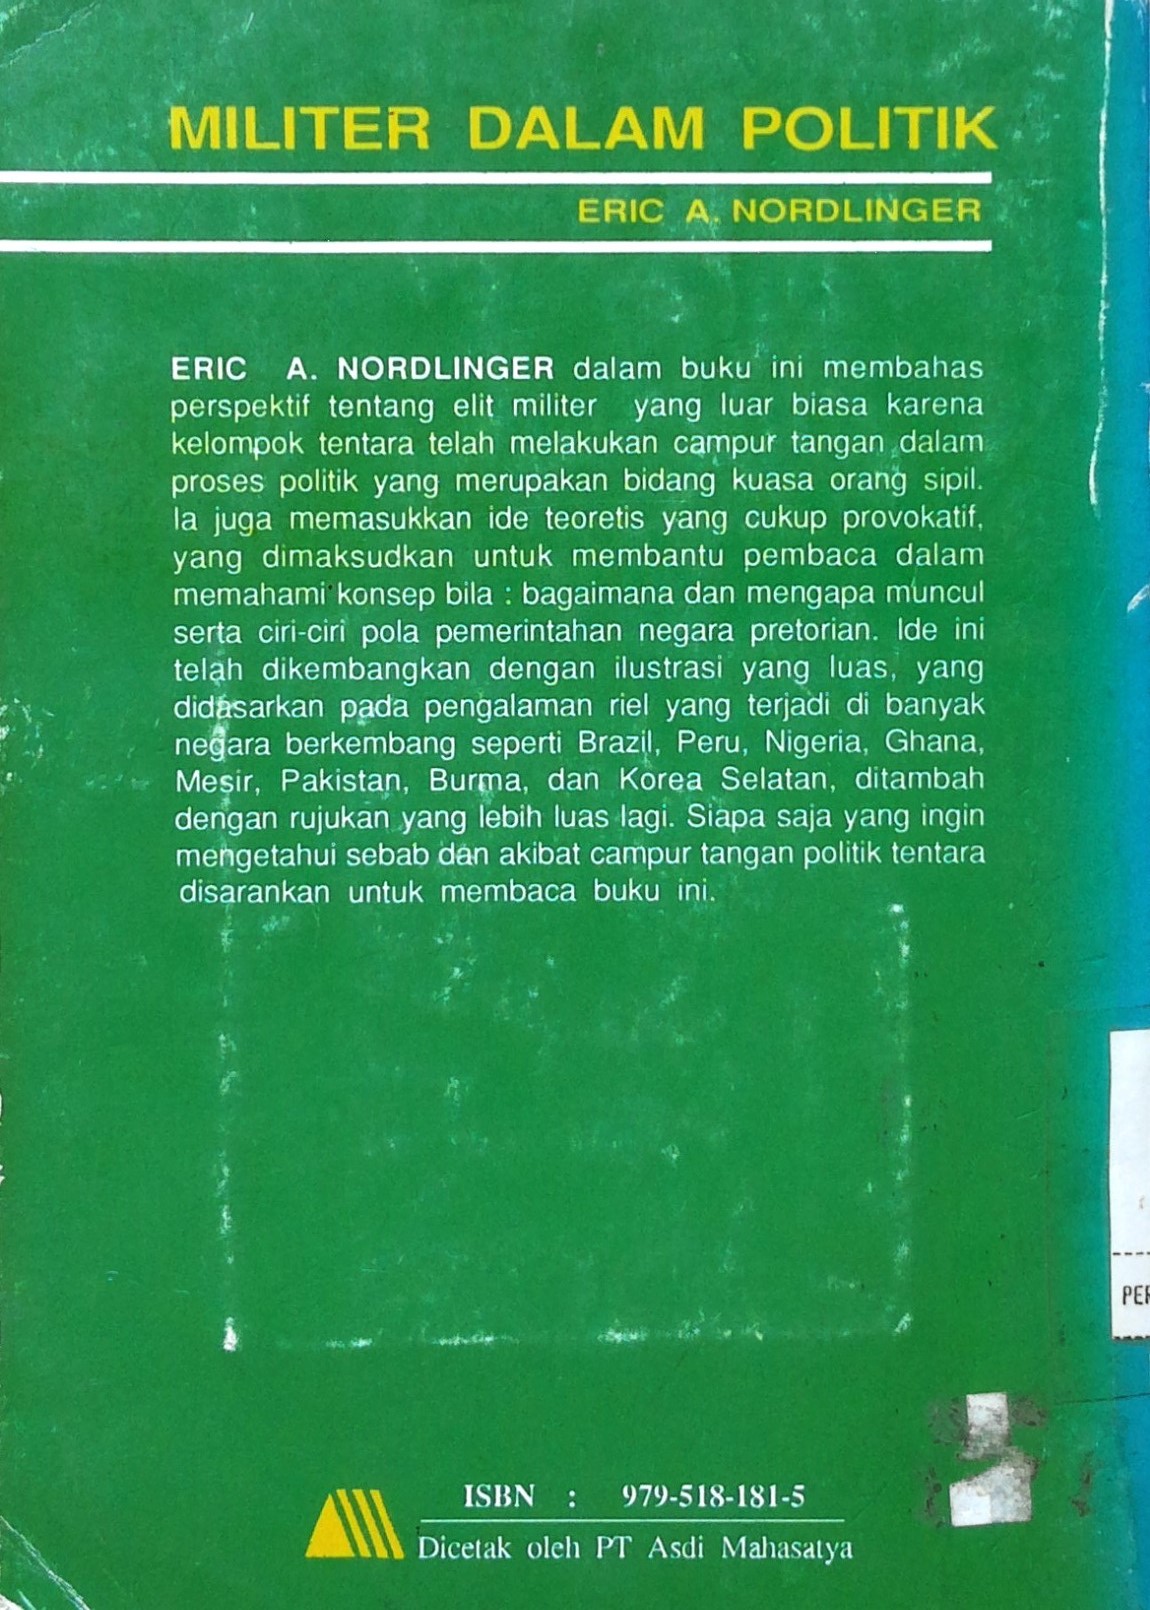 MILITER DALAM POLITIK
ERIC A. NORDLINGER
ERIC A. NORDLINGER dalam buku ini membahas
perspektif tentang elit militer yang luar biasa karena
kelompok tentara telah melakukan campur tangan dalam
proses politik yang merupakan bidang kuasa orang sipil.
Ia juga memasukkan ide teoretis yang cukup provokatif,
yang dimaksudkan untuk membantu pembaca dalam
memahami konsep bila : bagaimana dan mengapa muncul
serta ciri-ciri pola pemerintahan negara pretorian. Ide ini
telah dikembangkan dengan ilustrasi yang luas, yang
didasarkan pada pengalaman riel yang terjadi di banyak
negara berkembang seperti Brazil, Peru, Nigeria, Ghana,
Mesir, Pakistan, Burma, dan Korea Selatan, ditambah
dengan rujukan yang lebih luas lagi. Siapa saja yang ingin
mengetahui sebab dan akibat campur tangan politik tentara
disarankan untuk membaca buku ini.
PER
ISBN : 979-518-181-5
Dicetak oleh PT Asdi Mahasatya